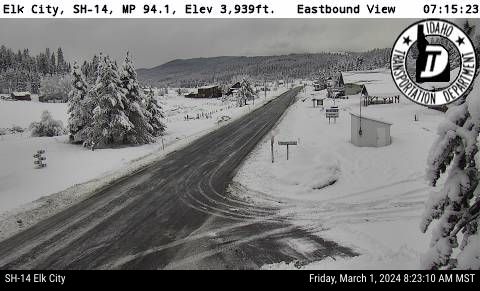 Elk City, SH-14, MP 94.1, Elev 3,939ft. Eastbound View 07:15:23
IDAHO
TRANSPORTATION DEPARTMENT
SH-14 Elk City Friday, March 1, 2024 8:23:10 AM MST